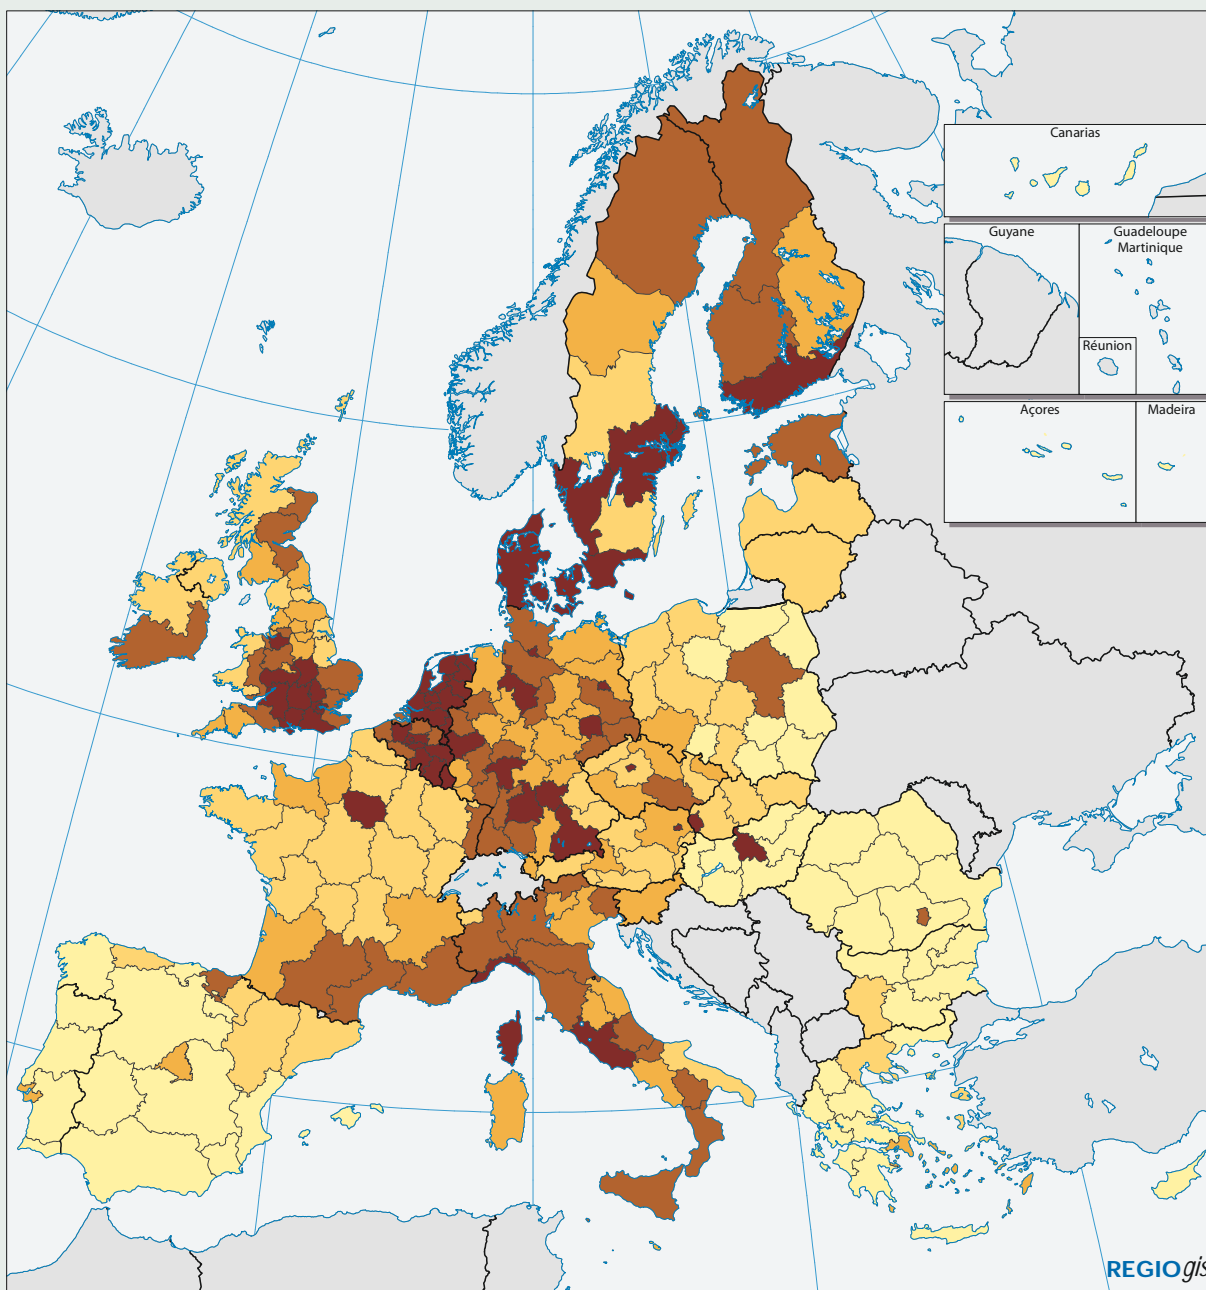 Canarias
Guyane
Guadeloupe
Martinique
Réunion
Açores
Madeira
REGIOgis